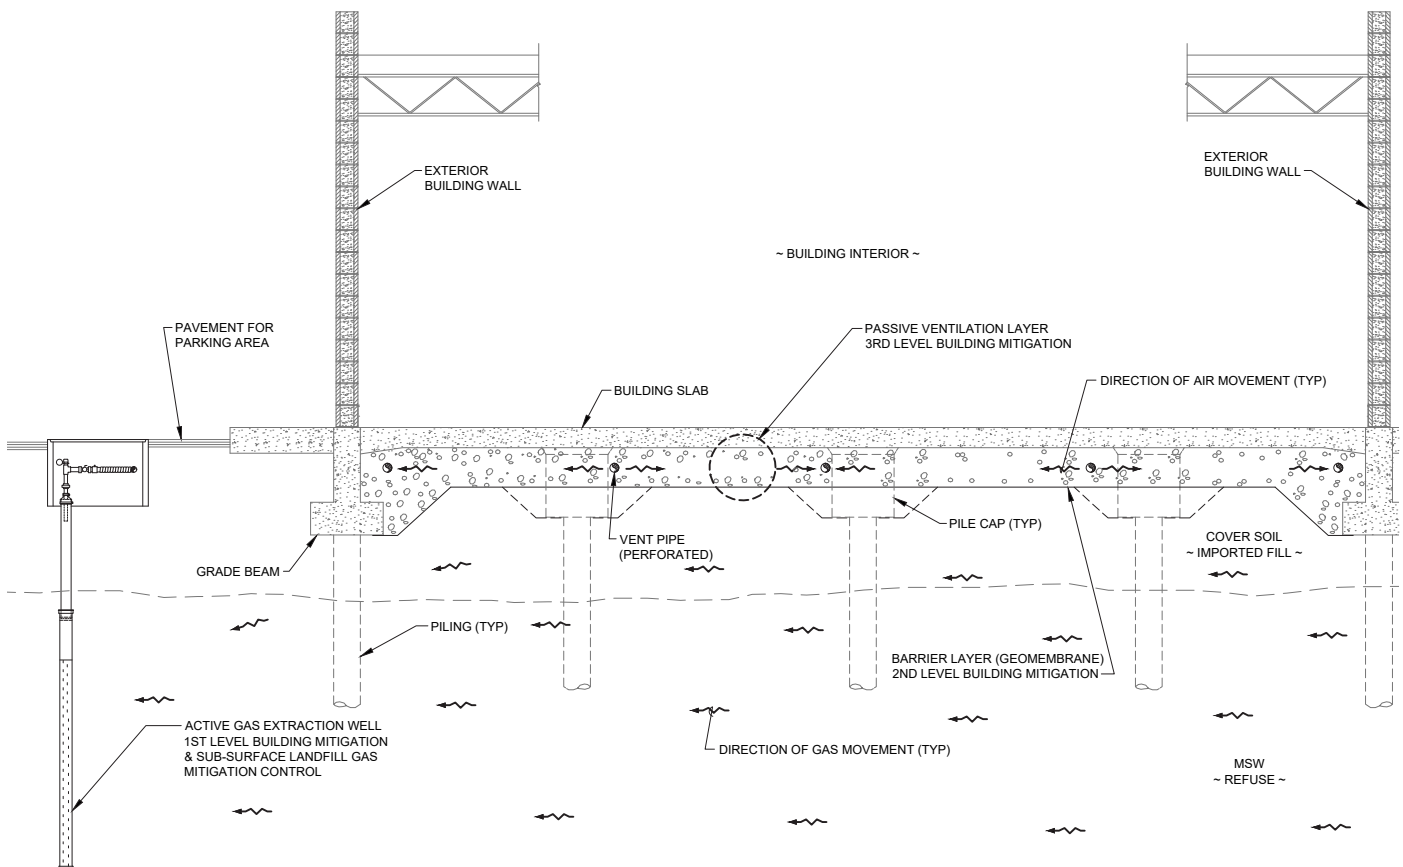 EXTERIOR
BUILDING WALL
EXTERIOR
BUILDING WALL
~ BUILDING INTERIOR ~
PAVEMENT FOR
PARKING AREA
PASSIVE VENTILATION LAYER
3RD LEVEL BUILDING MITIGATION
BUILDING SLAB
DIRECTION OF AIR MOVEMENT (TYP)
PILE CAP (TYP)
VENT PIPE
(PERFORATED)
COVER SOIL
~ IMPORTED FILL ~
GRADE BEAM
PILING (TYP)
BARRIER LAYER (GEOMEMBRANE)
2ND LEVEL BUILDING MITIGATION
ACTIVE GAS EXTRACTION WELL
1ST LEVEL BUILDING MITIGATION
& SUB-SURFACE LANDFILL GAS
MITIGATION CONTROL
DIRECTION OF GAS MOVEMENT (TYP)
MSW
~ REFUSE ~